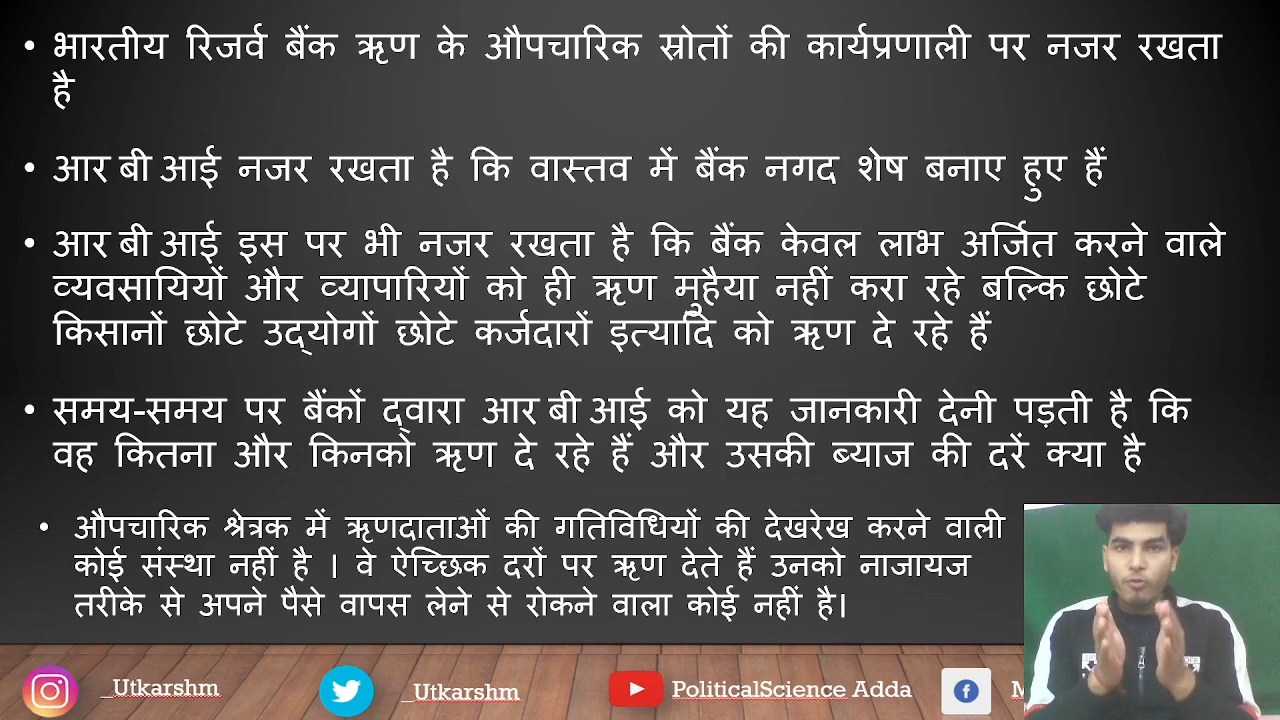 • भारतीय रिजर्व बैंक ऋण के औपचारिक स्रोतों की कार्यप्रणाली पर नजर रखता
है
• आर बी आई नजर रखता है कि वास्तव में बैंक नगद शेष बनाए हुए हैं
• आर बी आई इस पर भी नजर रखता है कि बैंक केवल लाभ अर्जित करने वाले
व्यवसायियों और व्यापारियों को ही ऋण मुहैया नहीं करा रहे बल्कि छोटे
किसानों छोटे उद्योगों छोटे कर्जदारों इत्यादि को ऋण दे रहे हैं
• समय-समय पर बैंकों द्वारा आर बी आई को यह जानकारी देनी पड़ती है कि
वह कितना और किनको ऋण दे रहे हैं और उसकी ब्याज की दरें क्या है
• औपचारिक श्रेत्रक में ऋणदाताओं की गतिविधियों की देखरेख करने वाली
कोई संस्था नहीं है । वे ऐच्छिक दरों पर ऋण देते हैं उनको नाजायज
तरीके से अपने पैसे वापस लेने से रोकने वाला कोई नहीं है।
_Utkarshm
_Utkarshm
PoliticalScience Adda